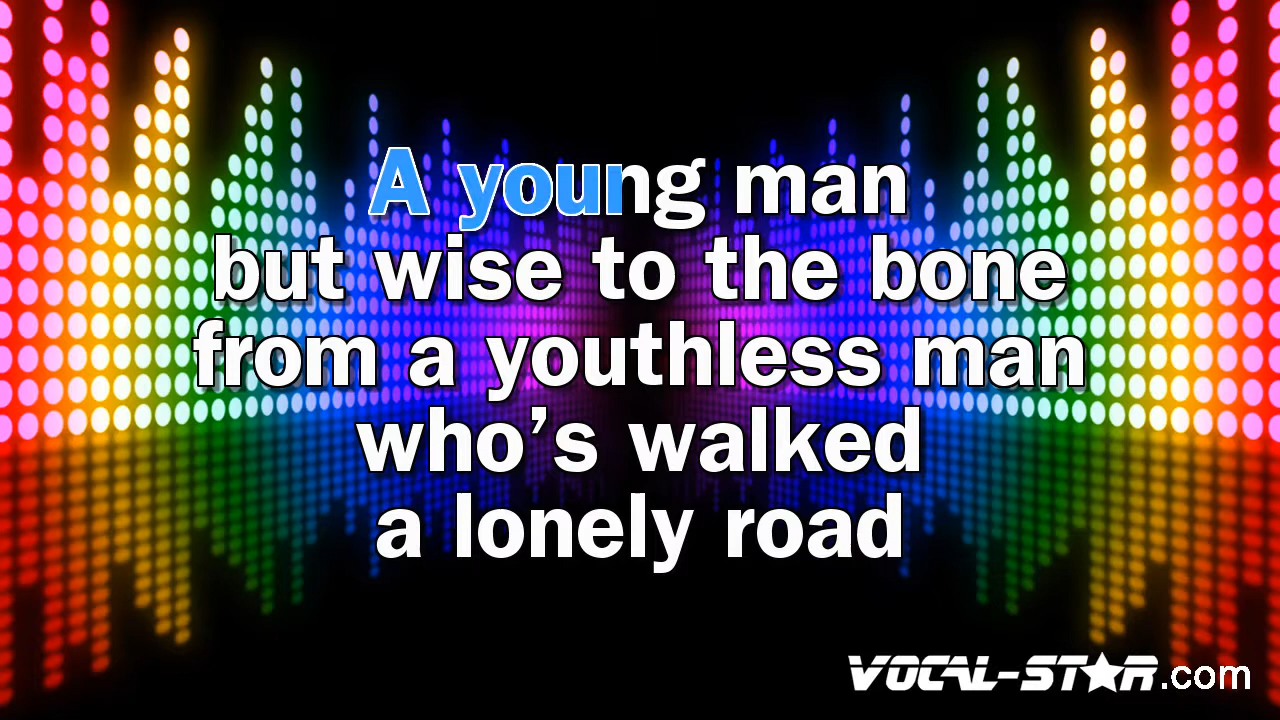 A young man
but wise to the bone
from a youthless man
who’s walked
a lonely road
VOCAL-STAR.com